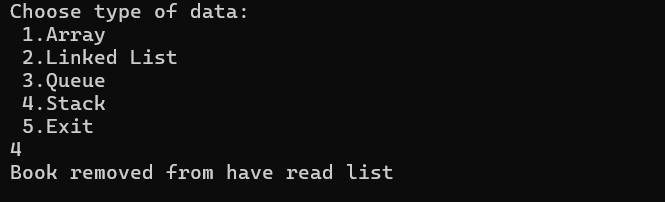 Choose type of data:
1.Array
2.Linked List
3.Queue
4.Stack
5.Exit
4
Book removed from have read list